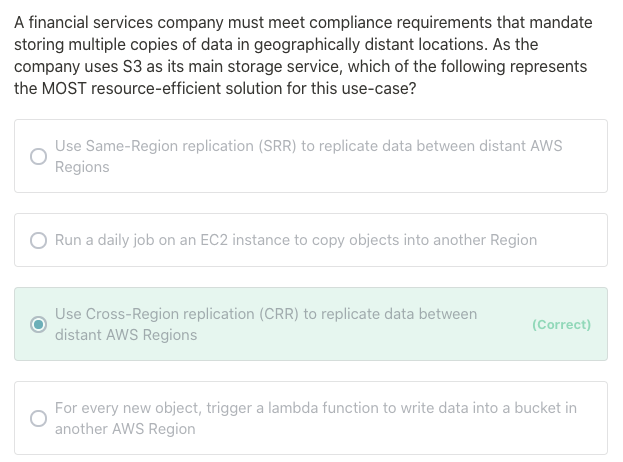 A financial services company must meet compliance requirements that mandate
storing multiple copies of data in geographically distant locations. As the
company uses S3 as its main storage service, which of the following represents
the MOST resource-efficient solution for this use-case?
Use Same-Region replication (SRR) to replicate data between distant AWS
Regions
Run a daily job on an EC2 instance to copy objects into another Region
Use Cross-Region replication (CRR) to replicate data between
distant AWS Regions
(Correct)
For every new object, trigger a lambda function to write data into a bucket in
another AWS Region